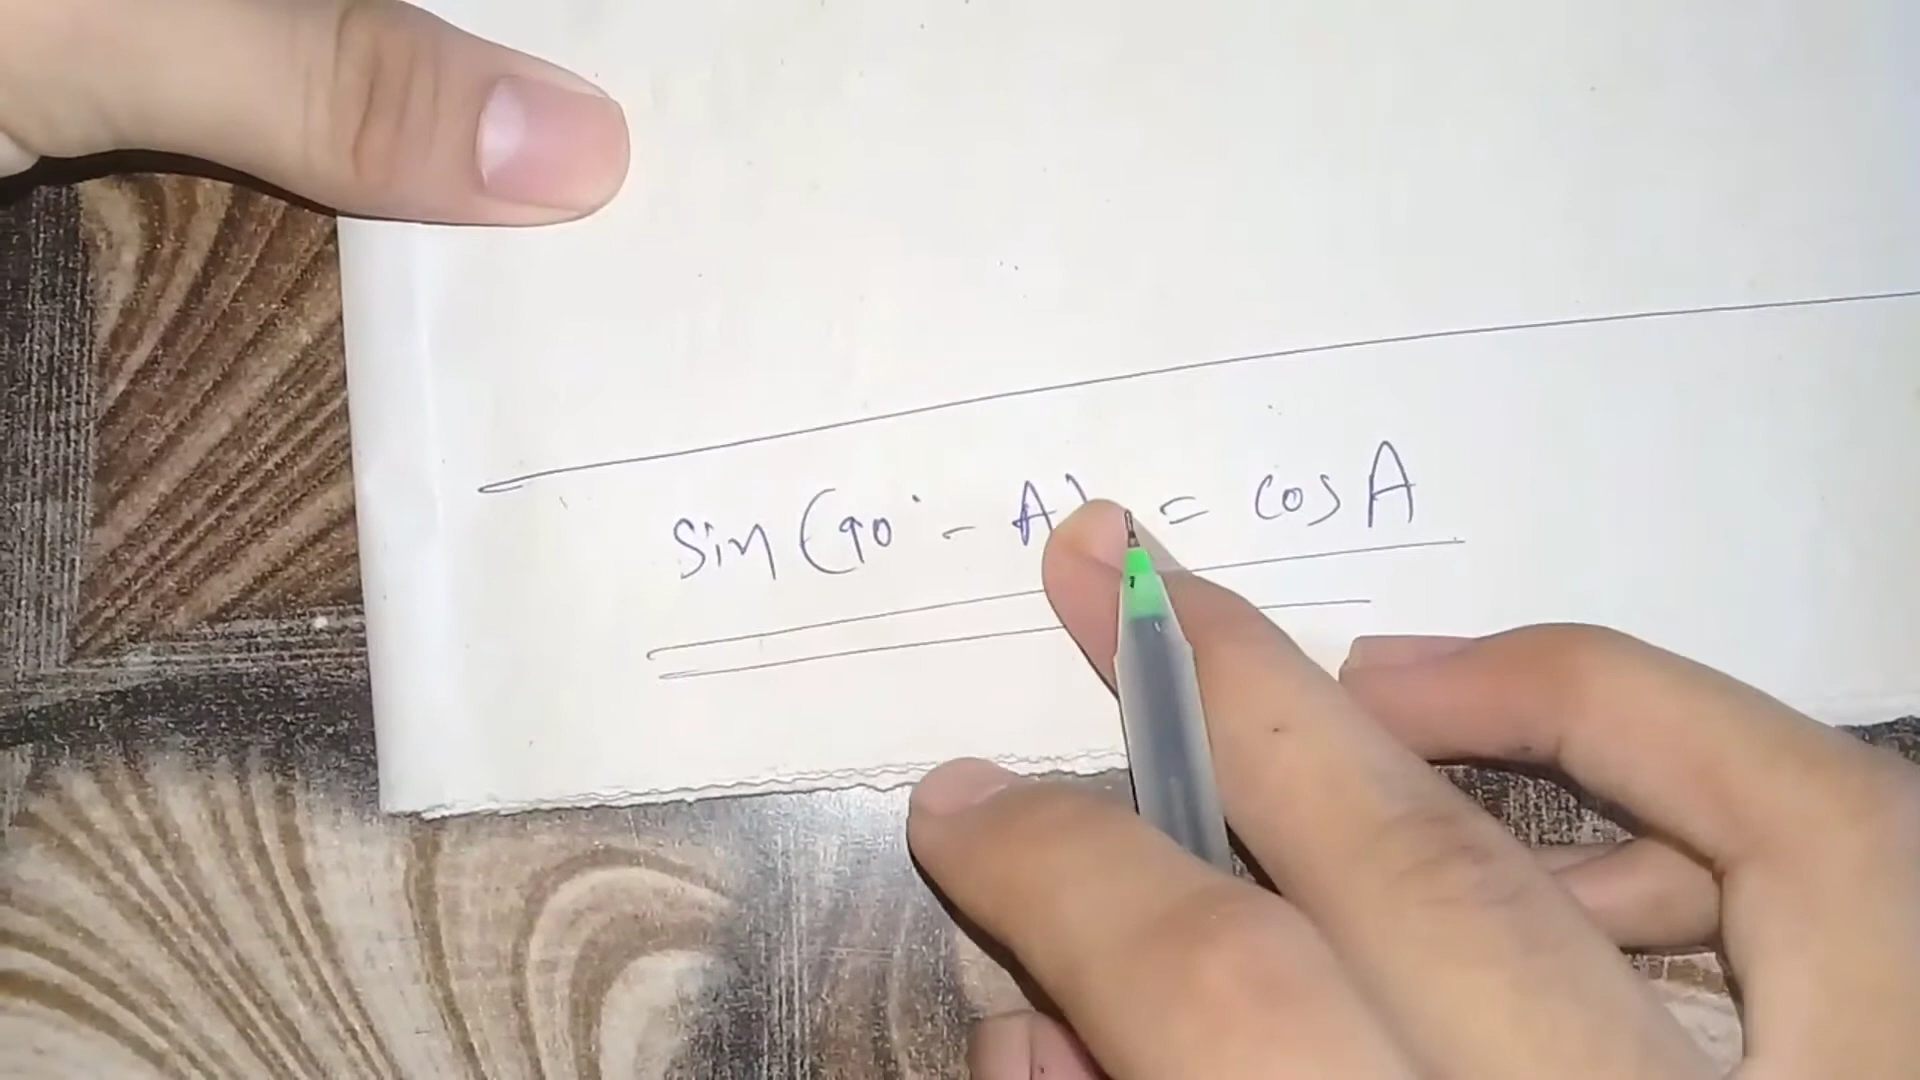 sin (90° - A) = cos A